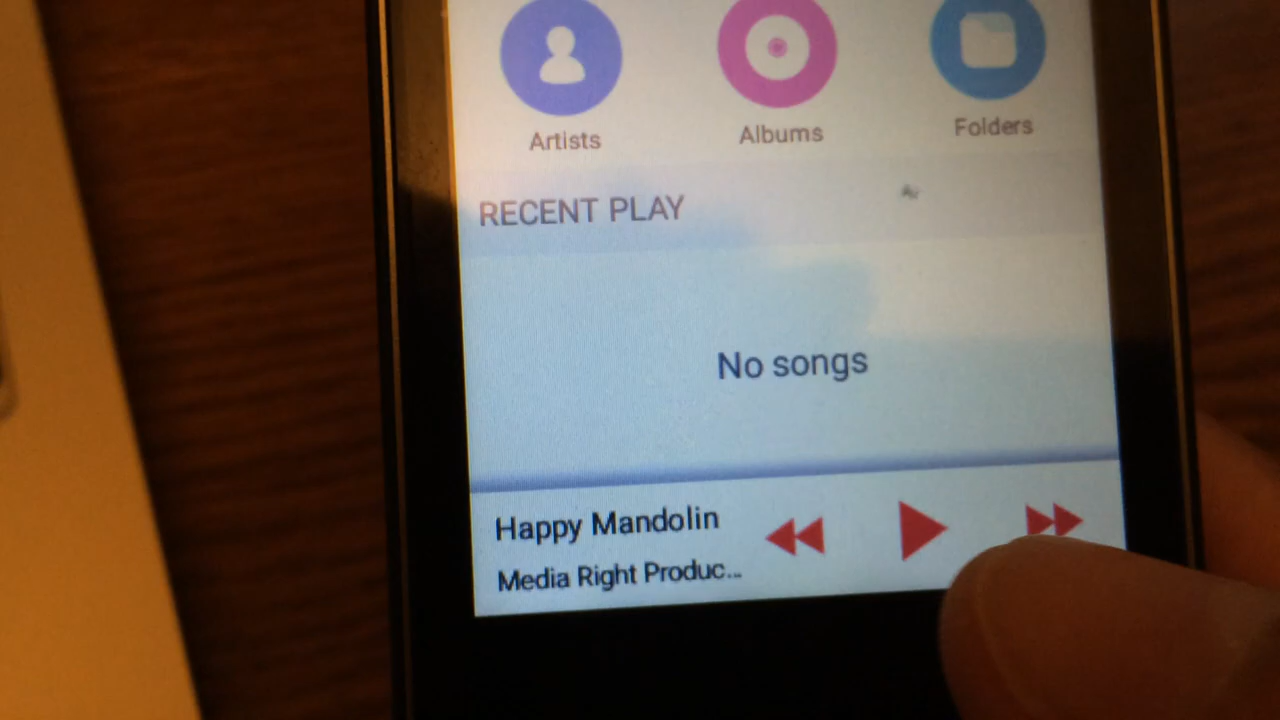 Artists
Albums
Folders
RECENT PLAY
No songs
Happy Mandolin
Media Right Produc...